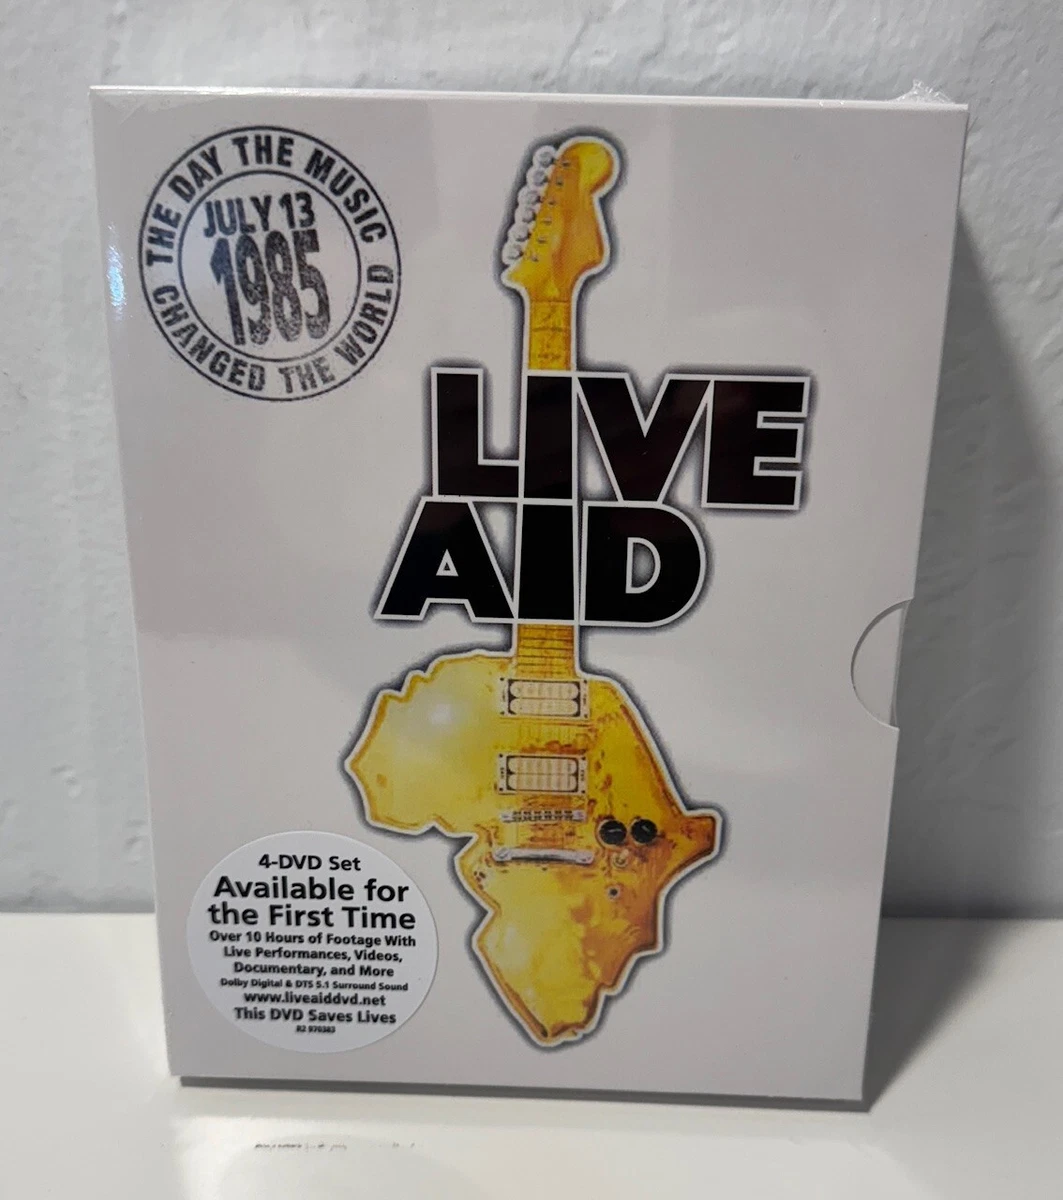 THE DAY THE MUSIC
CHANGED THE WORLD
JULY 13
1985
LIVE
AID
4-DVD Set
Available for
the First Time
Over 10 Hours of Footage With
Live Performances, Videos,
Documentary, and More
Dolby Digital & DTS 5.1 Surround Sound
www.liveaiddvd.net
This DVD Saves Lives
R2 970383